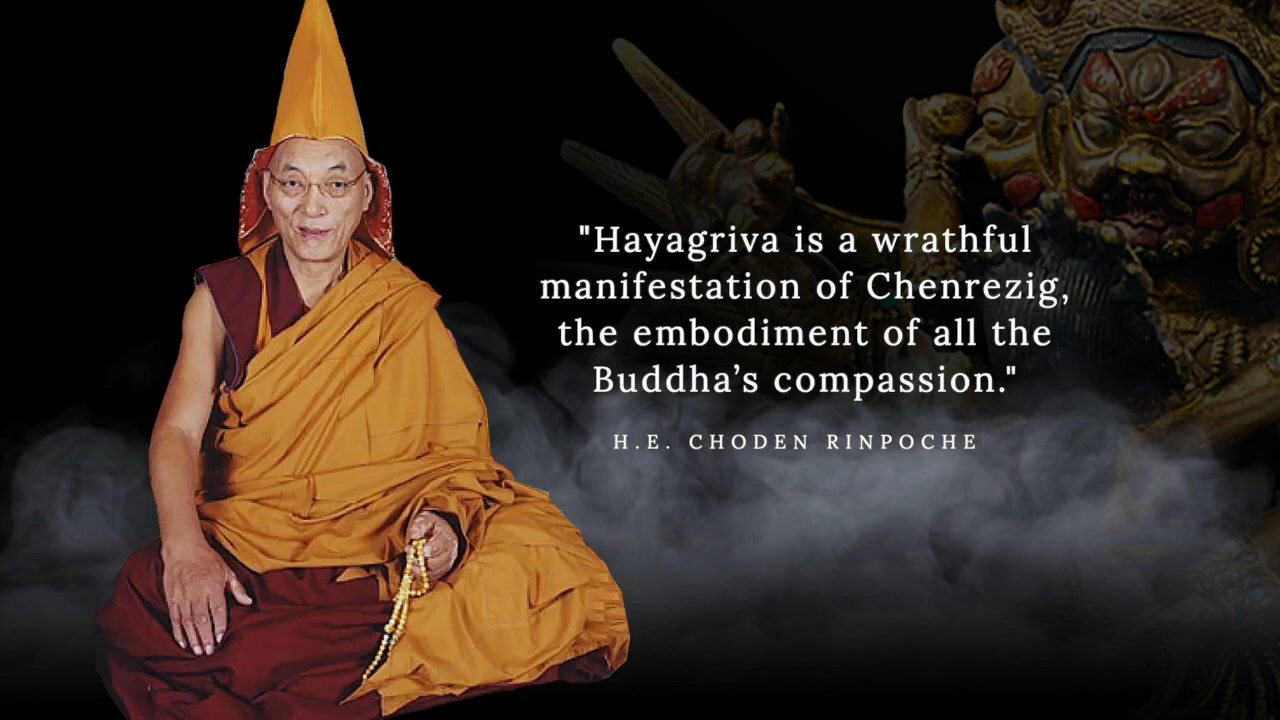 "Hayagriva is a wrathful
manifestation of Chenrezig,
the embodiment of all the
Buddha’s compassion."
H.E. CHODEN RINPOCHE